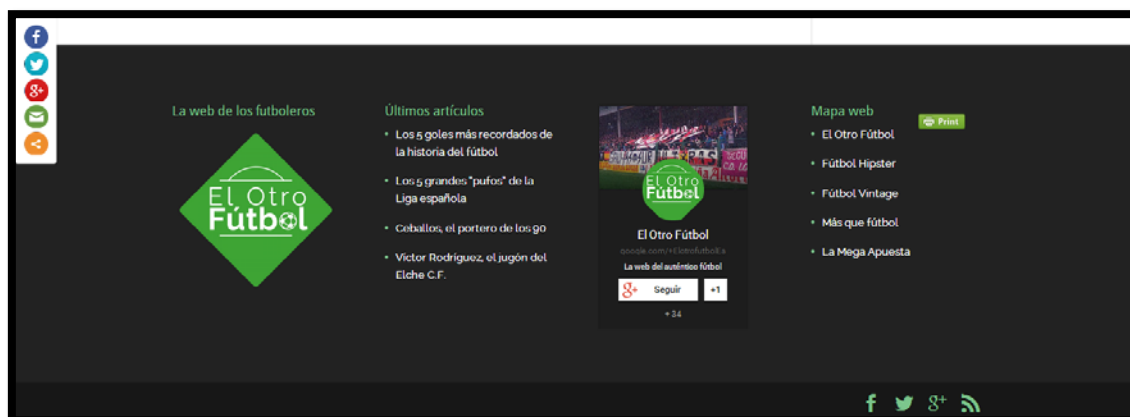 La web de los futboleros
El Otro
Fútbol
Últimos artículos
Los 5 goles más recordados de
la historia del fútbol
Los 5 grandes "pufos" de la
Liga española
Ceballos, el portero de los 90
Víctor Rodríguez, el jugón del
Elche C.F.
El Otro
Fútbol
El Otro Fútbol
La web del auténtico fútbol
g+ Seguir +1
+ 34
Mapa web
Print
El Otro Fútbol
Fútbol Hipster
Fútbol Vintage
Más que fútbol
La Mega Apuesta